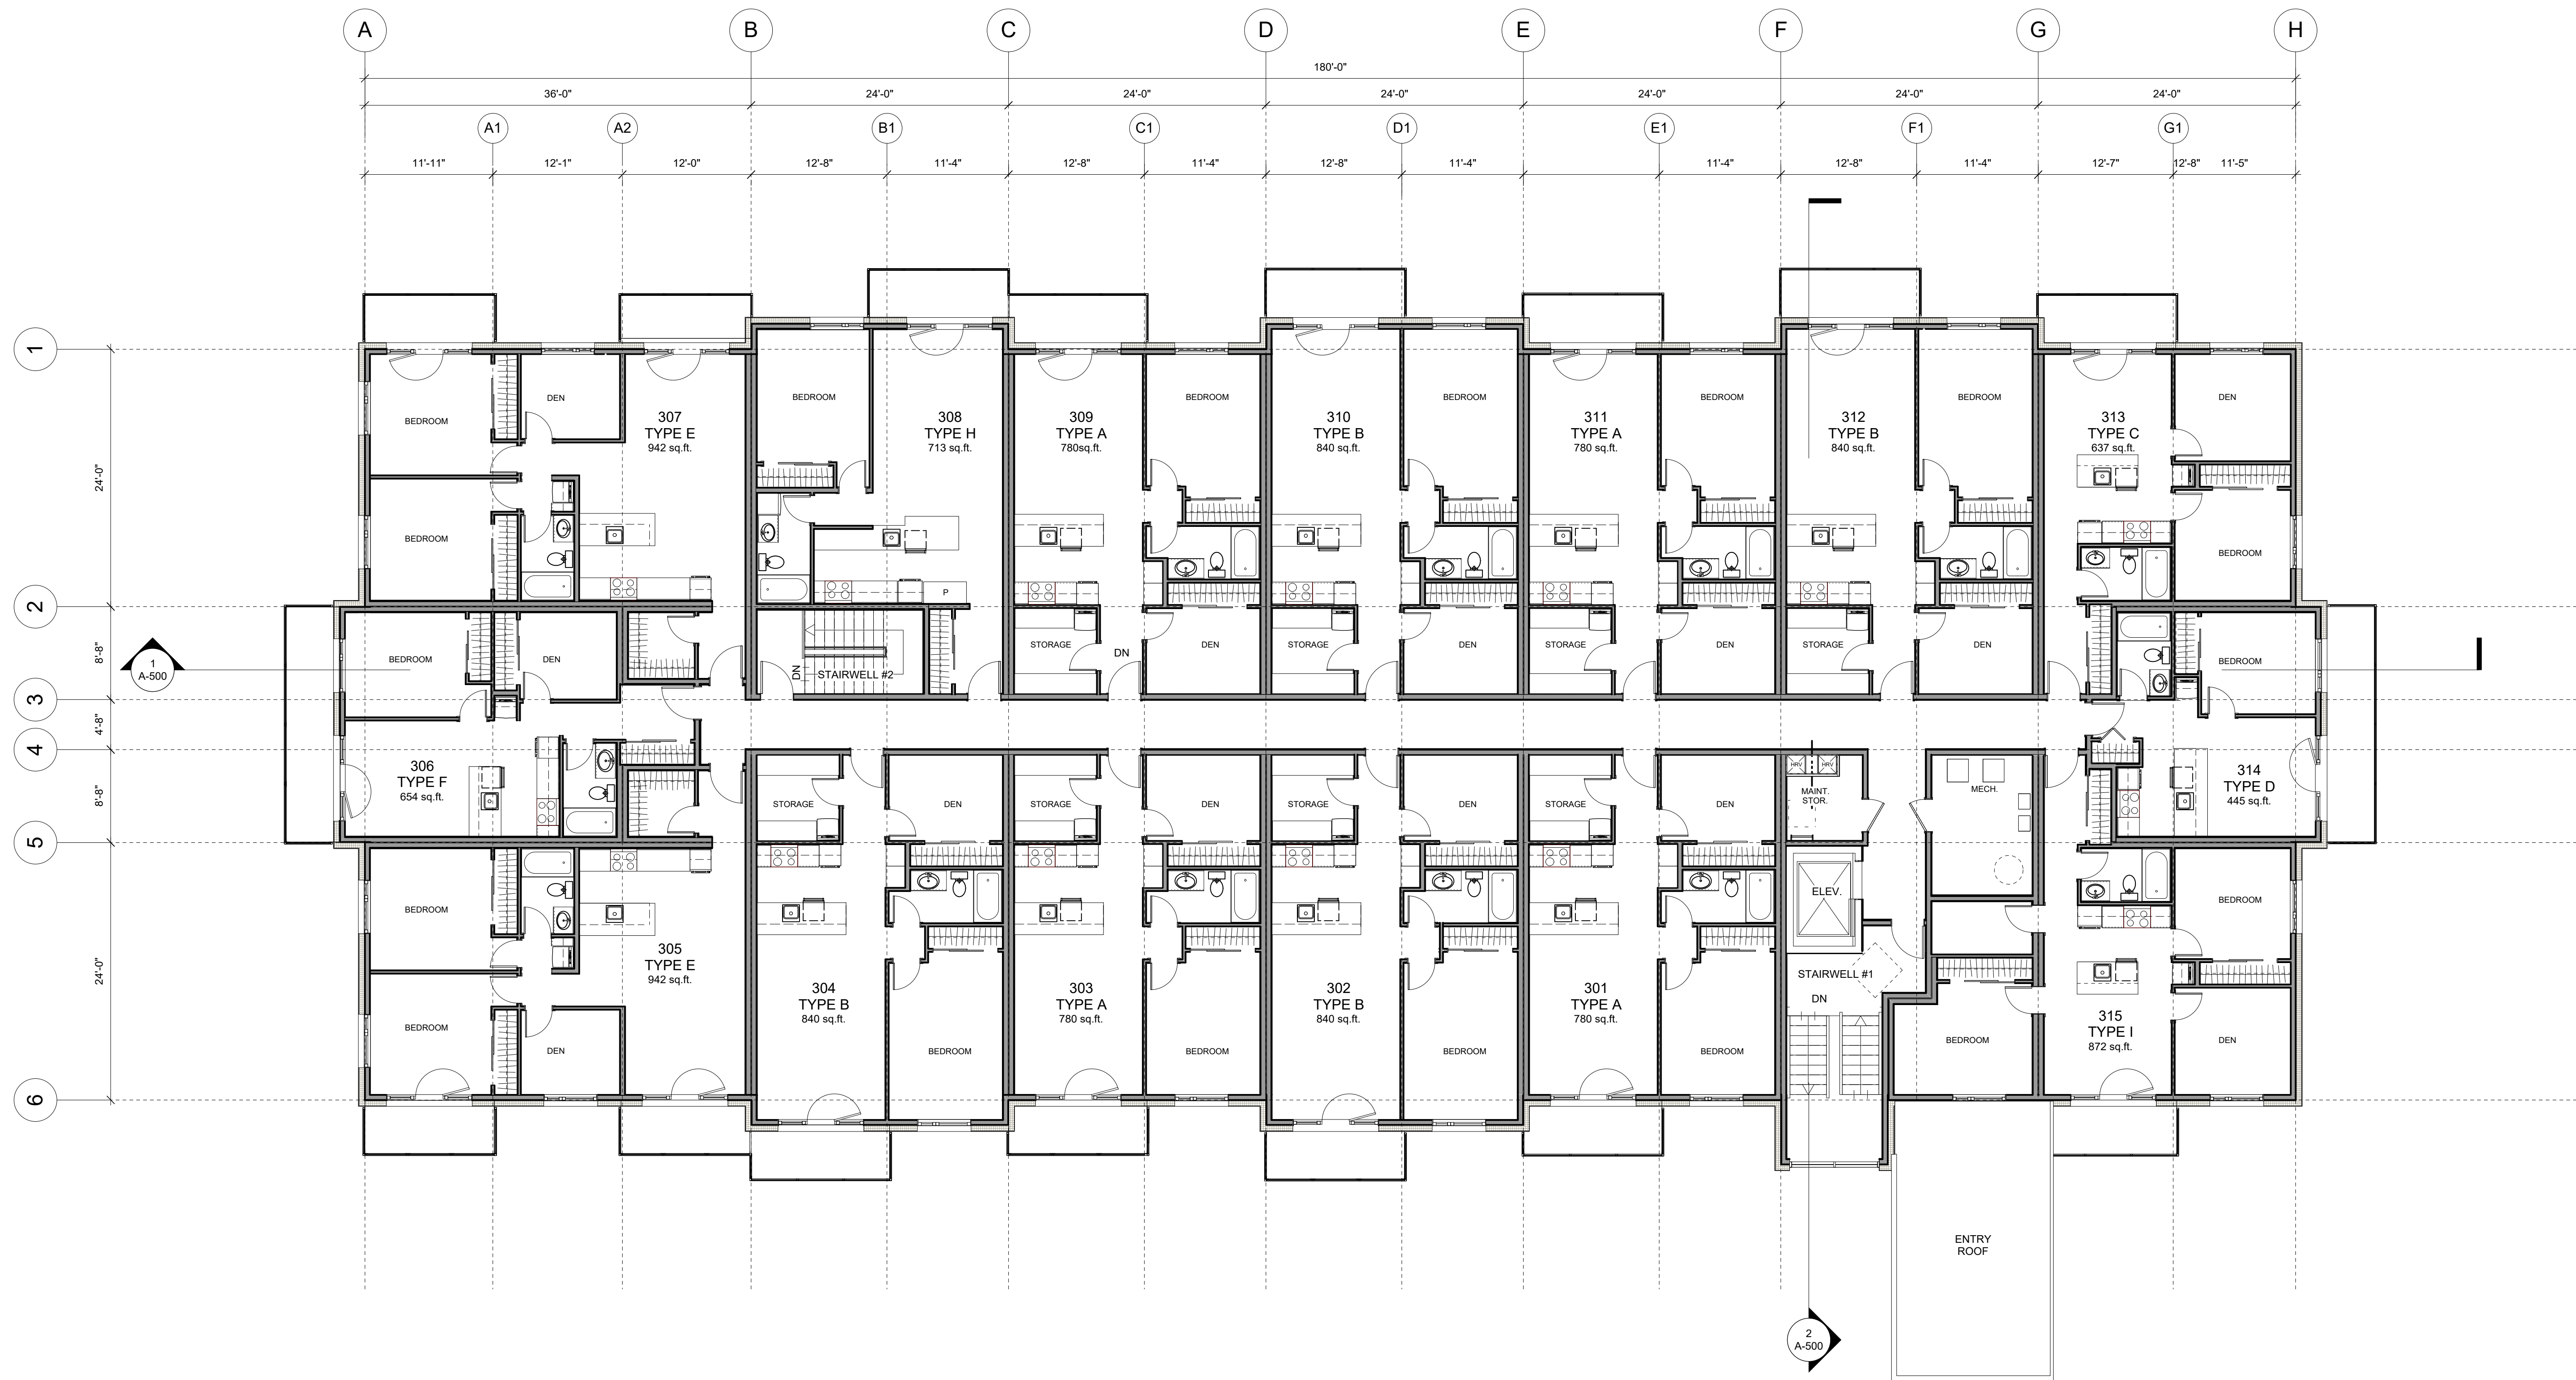 A B C D E F G H
180'-0"
36'-0" 24'-0" 24'-0" 24'-0" 24'-0" 24'-0" 24'-0"
A1 A2 B1 C1 D1 E1 F1 G1
11'-11" 12'-1" 12'-0" 12'-8" 11'-4" 12'-8" 11'-4" 12'-8" 11'-4" 11'-4" 12'-8" 11'-4" 12'-7" 12'-8" 11'-5"
1
2
3
4
5
6
24'-0"
8'-8"
4'-8"
8'-8"
24'-0"
1
A-500
BEDROOM
DEN
307
TYPE E
942 sq.ft.
BEDROOM
BEDROOM
308
TYPE H
713 sq.ft.
P
309
TYPE A
780sq.ft.
BEDROOM
STORAGE
DEN
DN
310
TYPE B
840 sq.ft.
BEDROOM
STORAGE
DEN
311
TYPE A
780 sq.ft.
BEDROOM
STORAGE
DEN
312
TYPE B
840 sq.ft.
BEDROOM
STORAGE
DEN
313
TYPE C
637 sq.ft.
DEN
BEDROOM
BEDROOM
DEN
DN
STAIRWELL #2
BEDROOM
306
TYPE F
654 sq.ft.
314
TYPE D
445 sq.ft.
BEDROOM
BEDROOM
DEN
305
TYPE E
942 sq.ft.
STORAGE
DEN
304
TYPE B
840 sq.ft.
BEDROOM
STORAGE
DEN
303
TYPE A
780 sq.ft.
BEDROOM
STORAGE
DEN
302
TYPE B
840 sq.ft.
BEDROOM
STORAGE
DEN
301
TYPE A
780 sq.ft.
BEDROOM
HRV HRV
MAINT.
STOR.
MECH.
ELEV.
STAIRWELL #1
DN
BEDROOM
BEDROOM
315
TYPE I
872 sq.ft.
DEN
ENTRY
ROOF
2
A-500